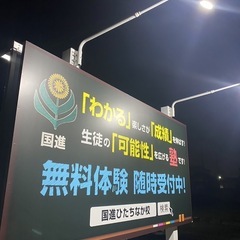 国進
「わかる」楽しさが「成績」を伸ばす!
生徒の「可能性」を広げる塾です!
無料体験 随時受付中!
国進ひたちなか校 検索